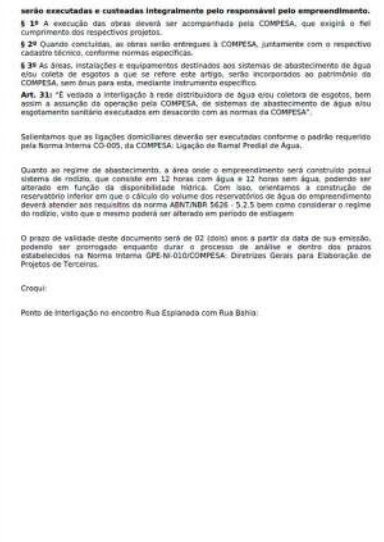 serão executadas e custeadas integralmente pelo responsável pelo empreendimento.
§ 1º A execução das obras deverá ser acompanhada pela COMPESA, que exigirá o fiel
cumprimento dos respectivos projetos.
§ 2º Quando concluídas, as obras serão entregues à COMPESA, juntamente com o respectivo
cadastro técnico, conforme normas específicas.
§ 3º As áreas, instalações e equipamentos destinados aos sistemas de abastecimento de água
e/ou coleta de esgotos a que se refere este artigo, serão incorporados ao patrimônio da
COMPESA, sem ônus para esta, mediante instrumento específico.
Art. 31: "É vedada a interligação à rede distribuidora de água e/ou coletora de esgotos, bem
assim a assunção da operação pela COMPESA, de sistemas de abastecimento de água e/ou
esgotamento sanitário executados em desacordo com as normas da COMPESA".
Salientamos que as ligações domiciliares deverão ser executadas conforme o padrão requerido
pela Norma Interna CO-005, da COMPESA: Ligação de Ramal Predial de Água.
Quanto ao regime de abastecimento, a área onde o empreendimento será construído possui
sistema de rodízio, que consiste em 12 horas com água e 12 horas sem água, podendo ser
alterado em função da disponibilidade hídrica. Com isso, orientamos a construção de
reservatório inferior em que o cálculo do volume dos reservatórios de água do empreendimento
deverá atender aos requisitos da norma ABNT/NBR 5626 - 5.2.5 bem como considerar o regime
do rodízio, visto que o mesmo poderá ser alterado em período de estiagem
O prazo de validade deste documento será de 02 (dois) anos a partir da data de sua emissão,
podendo ser prorrogado enquanto durar o processo de análise e dentro dos prazos
estabelecidos na Norma Interna GPE-NI-010/COMPESA: Diretrizes Gerais para Elaboração de
Projetos de Terceiros.
Croqui:
Ponto de Interligação no encontro Rua Esplanada com Rua Bahia: